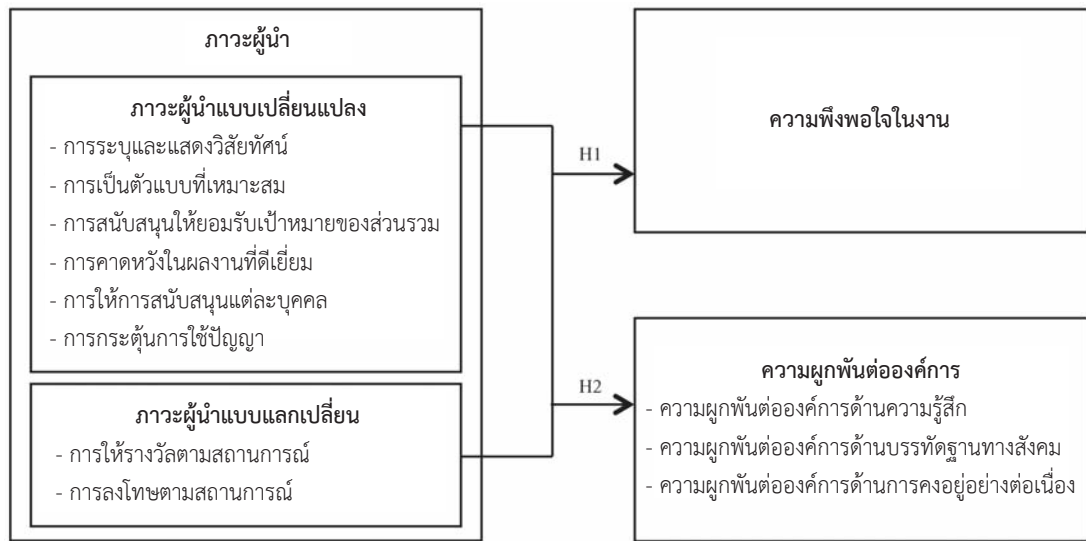 ภาวะผู้นำ
ภาวะผู้นำแบบเปลี่ยนแปลง
- การระบุและแสดงวิสัยทัศน์
- การเป็นตัวแบบที่เหมาะสม
- การสนับสนุนให้ยอมรับเป้าหมายของส่วนรวม
- การคาดหวังในผลงานที่ดีเยี่ยม
- การให้การสนับสนุนแต่ละบุคคล
- การกระตุ้นการใช้ปัญญา
ภาวะผู้นำแบบแลกเปลี่ยน
- การให้รางวัลตามสถานการณ์
- การลงโทษตามสถานการณ์
H1
ความพึงพอใจในงาน
H2
ความผูกพันต่อองค์การ
- ความผูกพันต่อองค์การด้านความรู้สึก
- ความผูกพันต่อองค์การด้านบรรทัดฐานทางสังคม
- ความผูกพันต่อองค์การด้านการคงอยู่อย่างต่อเนื่อง